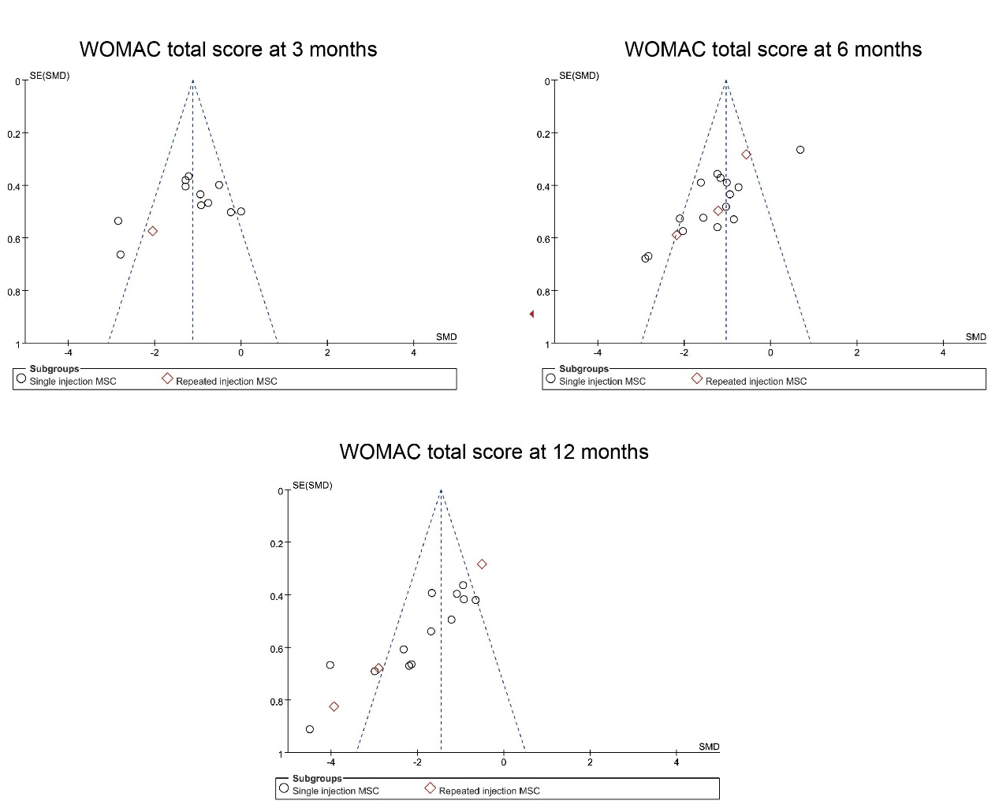 WOMAC total score at 3 months
SE(SMD)
0
0.2
0.4
0.6
0.8
1
-4
-2
0
2
4
SMD
Subgroups
Single injection MSC
Repeated injection MSC
WOMAC total score at 6 months
SE(SMD)
0
0.2
0.4
0.6
0.8
1
-4
-2
0
2
4
SMD
Subgroups
Single injection MSC
Repeated injection MSC
WOMAC total score at 12 months
SE(SMD)
0
0.2
0.4
0.6
0.8
1
-4
-2
0
2
4
SMD
Subgroups
Single injection MSC
Repeated injection MSC